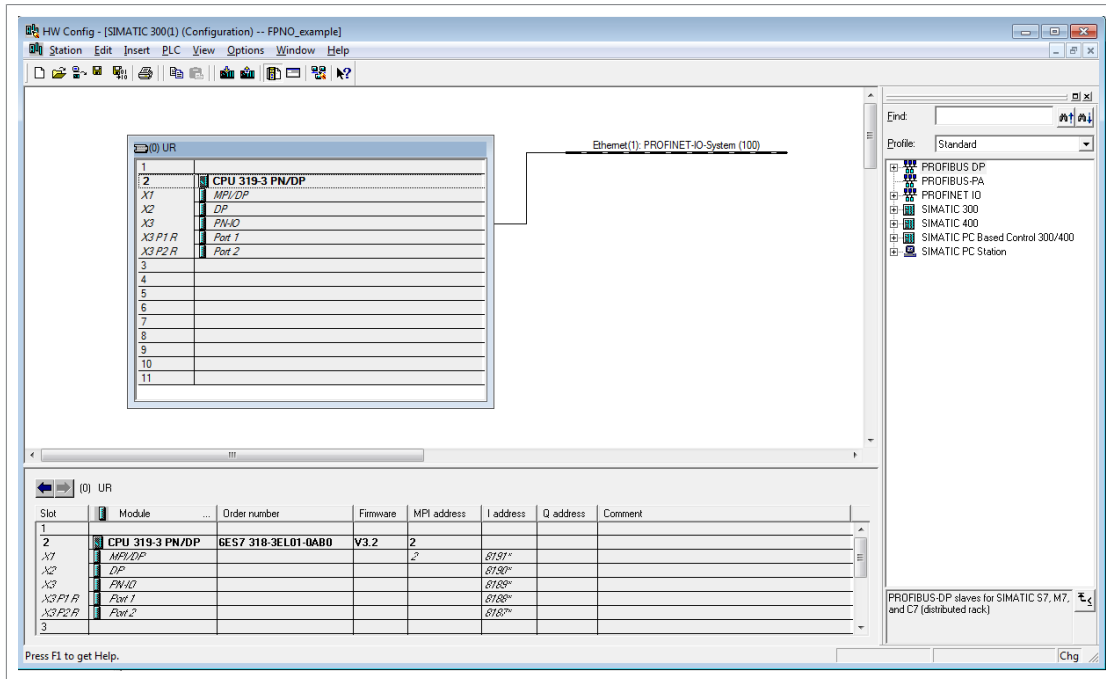 HW Config - [SIMATIC 300(1) (Configuration) -- FPNO_example]
Station Edit Insert PLC View Options Window Help
(0) UR
1
2 CPU 319-3 PN/DP
X1 MPI/DP
X2 DP
X3 PN-IO
X3 P1 R Port 1
X3 P2 R Port 2
3
4
5
6
7
8
9
10
11
Ethernet(1): PROFINET-IO-System (100)
Find:
Profile: Standard
PROFIBUS DP
PROFIBUS-PA
PROFINET IO
SIMATIC 300
SIMATIC 400
SIMATIC PC Based Control 300/400
SIMATIC PC Station
(0) UR
Slot Module ... Order number Firmware MPI address I address Q address Comment
1
2 CPU 319-3 PN/DP 6ES7 318-3EL01-0AB0 V3.2 2
X1 MPI/DP 2 8191*
X2 DP 8190*
X3 PN-IO 8189*
X3 P1 R Port 1 8188*
X3 P2 R Port 2 8187*
3
PROFIBUS-DP slaves for SIMATIC S7, M7,
and C7 (distributed rack)
Press F1 to get Help.
Chg